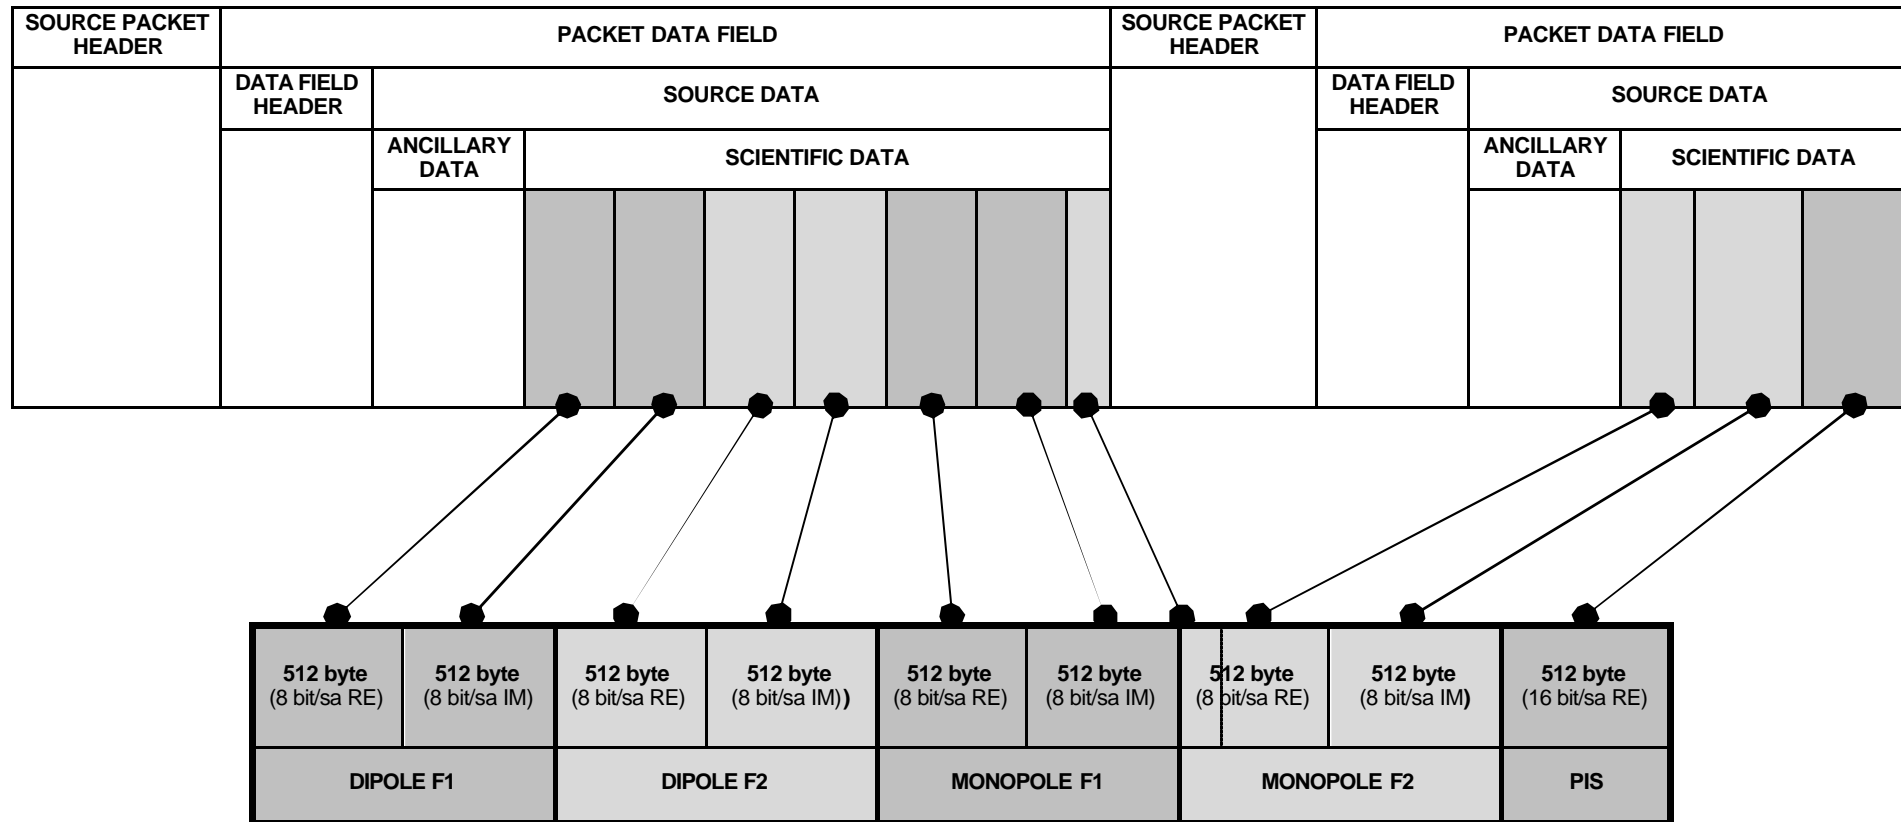 SOURCE PACKET
HEADER
PACKET DATA FIELD
SOURCE PACKET
HEADER
PACKET DATA FIELD
DATA FIELD
HEADER
SOURCE DATA
DATA FIELD
HEADER
SOURCE DATA
ANCILLARY
DATA
SCIENTIFIC DATA
ANCILLARY
DATA
SCIENTIFIC DATA
512 byte
(8 bit/sa RE)
512 byte
(8 bit/sa IM)
512 byte
(8 bit/sa RE)
512 byte
(8 bit/sa IM))
512 byte
(8 bit/sa RE)
512 byte
(8 bit/sa IM)
512 byte
(8 bit/sa RE)
512 byte
(8 bit/sa IM)
512 byte
(16 bit/sa RE)
DIPOLE F1
DIPOLE F2
MONOPOLE F1
MONOPOLE F2
PIS